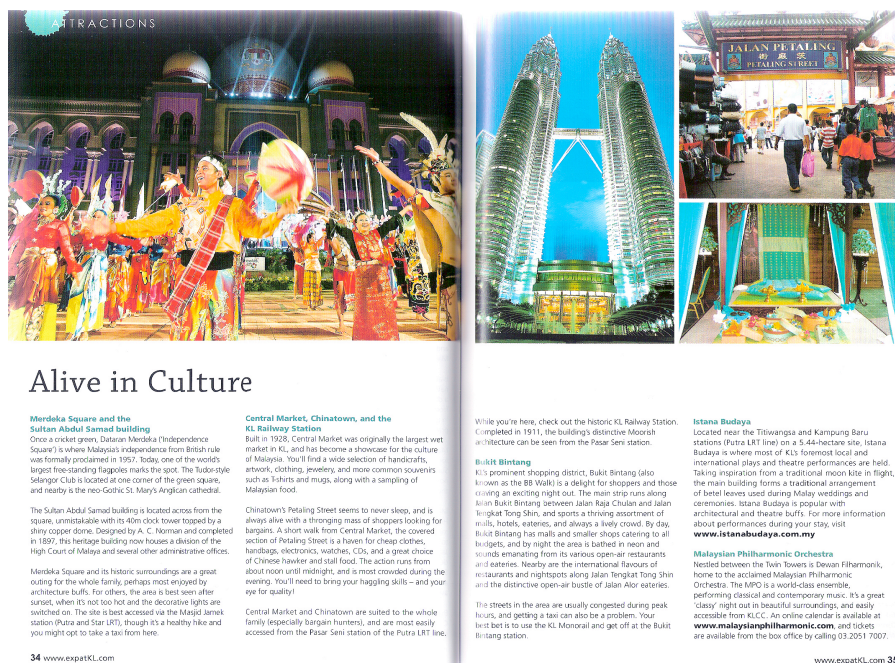 ATTRACTIONS
JALAN PETALING
街 廠 茨
PETALING STREET
Alive in Culture
Merdeka Square and the
Sultan Abdul Samad building
Once a cricket green, Dataran Merdeka ('Independence
Square') is where Malaysia's independence from British rule
was formally proclaimed in 1957. Today, one of the world's
largest free-standing flagpoles marks the spot. The Tudor-style
Selangor Club is located at one corner of the green square,
and nearby is the neo-Gothic St. Mary's Anglican cathedral.
The Sultan Abdul Samad building is located across from the
square, unmistakable with its 40m clock tower topped by a
shiny copper dome. Designed by A. C. Norman and completed
in 1897, this heritage building now houses a division of the
High Court of Malaya and several other administrative offices.
Merdeka Square and its historic surroundings are a great
outing for the whole family, perhaps most enjoyed by
architecture buffs. For others, the area is best seen after
sunset, when it's not too hot and the decorative lights are
switched on. The site is best accessed via the Masjid Jamek
station (Putra and Star LRT), though it's a healthy hike and
you might opt to take a taxi from here.
Central Market, Chinatown, and the
KL Railway Station
Built in 1928, Central Market was originally the largest wet
market in KL, and has become a showcase for the culture
of Malaysia. You'll find a wide selection of handicrafts,
artwork, clothing, jewelery, and more common souvenirs
such as T-shirts and mugs, along with a sampling of
Malaysian food.
Chinatown's Petaling Street seems to never sleep, and is
always alive with a thronging mass of shoppers looking for
bargains. A short walk from Central Market, the covered
section of Petaling Street is a haven for cheap clothes,
handbags, electronics, watches, CDs, and a great choice
of Chinese hawker and stall food. The action runs from
about noon until midnight, and is most crowded during the
evening. You'll need to bring your haggling skills – and your
eye for quality!
Central Market and Chinatown are suited to the whole
family (especially bargain hunters), and are most easily
accessed from the Pasar Seni station of the Putra LRT line.
34 www.expatKL.com
While you're here, check out the historic KL Railway Station.
Completed in 1911, the building's distinctive Moorish
architecture can be seen from the Pasar Seni station.
Bukit Bintang
KL's prominent shopping district, Bukit Bintang (also
known as the BB Walk) is a delight for shoppers and those
craving an exciting night out. The main strip runs along
Jalan Bukit Bintang between Jalan Raja Chulan and Jalan
Tengkat Tong Shin, and sports a thriving assortment of
malls, hotels, eateries, and always a lively crowd. By day,
Bukit Bintang has malls and smaller shops catering to all
budgets, and by night the area is bathed in neon and
sounds emanating from its various open-air restaurants
and eateries. Nearby are the international flavours of
restaurants and nightspots along Jalan Tengkat Tong Shin
and the distinctive open-air bustle of Jalan Alor eateries.
The streets in the area are usually congested during peak
hours, and getting a taxi can also be a problem. Your
best bet is to use the KL Monorail and get off at the Bukit
Bintang station.
Istana Budaya
Located near the Titiwangsa and Kampung Baru
stations (Putra LRT line) on a 5.44-hectare site, Istana
Budaya is where most of KL's foremost local and
international plays and theatre performances are held.
Taking inspiration from a traditional moon kite in flight,
the main building forms a traditional arrangement
of betel leaves used during Malay weddings and
ceremonies. Istana Budaya is popular with
architectural and theatre buffs. For more information
about performances during your stay, visit
www.istanabudaya.com.my
Malaysian Philharmonic Orchestra
Nestled between the Twin Towers is Dewan Filharmonik,
home to the acclaimed Malaysian Philharmonic
Orchestra. The MPO is a world-class ensemble,
performing classical and contemporary music. It's a great
'classy' night out in beautiful surroundings, and easily
accessible from KLCC. An online calendar is available at
www.malaysianphilharmonic.com, and tickets
are available from the box office by calling 03.2051 7007.
www.expatKL.com 35